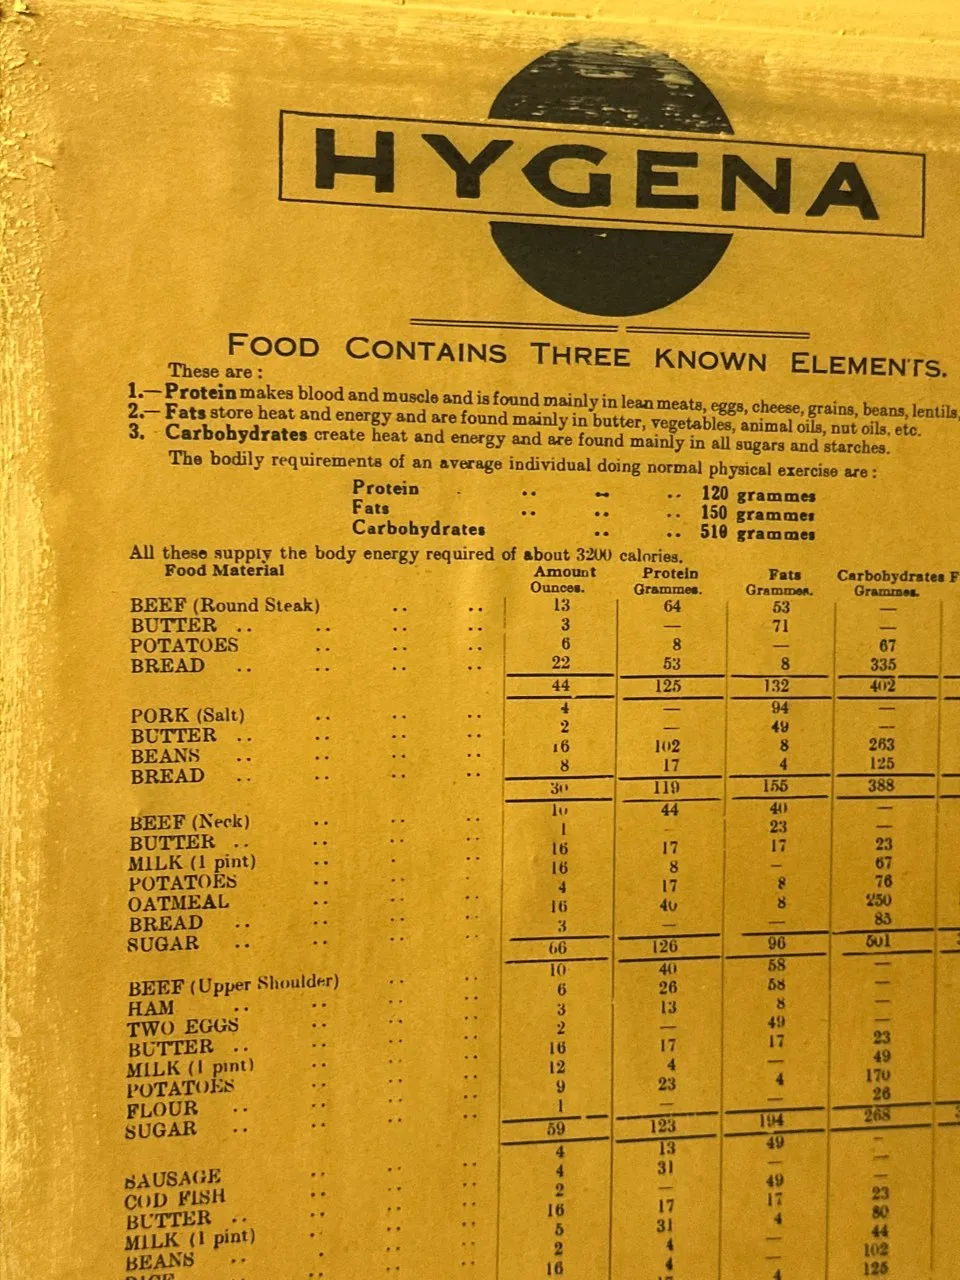 HYGENA
FOOD CONTAINS THREE KNOWN ELEMENTS.
These are :
1.— Protein makes blood and muscle and is found mainly in lean meats, eggs, cheese, grains, beans, lentils,
2.— Fats store heat and energy and are found mainly in butter, vegetables, animal oils, nut oils, etc.
3. Carbohydrates create heat and energy and are found mainly in all sugars and starches.
The bodily requirements of an average individual doing normal physical exercise are :
Protein .. .. .. 120 grammes
Fats .. .. .. 150 grammes
Carbohydrates .. .. 510 grammes
All these supply the body energy required of about 3200 calories.
Food Material Amount Ounces. Protein Grammes. Fats Grammes. Carbohydrates Grammes. F
BEEF (Round Steak) .. .. 13 64 53 —
BUTTER .. .. .. .. 3 — 71 —
POTATOES .. .. .. 6 8 — 67
BREAD .. .. .. .. 22 53 8 335
44 125 132 402
PORK (Salt) .. .. .. 4 — 94 —
BUTTER .. .. .. .. 2 — 49 —
BEANS .. .. .. .. 16 102 8 263
BREAD .. .. .. .. 8 17 4 125
30 119 155 388
BEEF (Neck) .. .. .. 10 44 40 —
BUTTER .. .. .. .. 1 — 23 —
MILK (1 pint) .. .. .. 16 17 17 23
POTATOES .. .. .. 16 8 — 67
OATMEAL .. .. .. 4 17 8 76
BREAD .. .. .. .. 16 40 8 250
SUGAR .. .. .. .. 3 — — 85
66 126 96 501
BEEF (Upper Shoulder) .. .. 10 40 58 —
HAM .. .. .. .. 6 26 58 —
TWO EGGS .. .. .. 3 13 8 —
BUTTER .. .. .. .. 2 — 49 —
MILK (1 pint) .. .. .. 16 17 17 23
POTATOES .. .. .. 12 4 — 49
FLOUR .. .. .. .. 9 23 4 170
SUGAR .. .. .. .. 1 — — 26
59 123 194 268
SAUSAGE .. .. .. 4 13 49 -
COD FISH .. .. .. 4 31 — —
BUTTER .. .. .. .. 2 — 49 —
MILK (1 pint) .. .. .. 16 17 17 23
BEANS .. .. .. .. 5 31 4 80
RICE 2 4 — 44
16 4 — 102
4 125